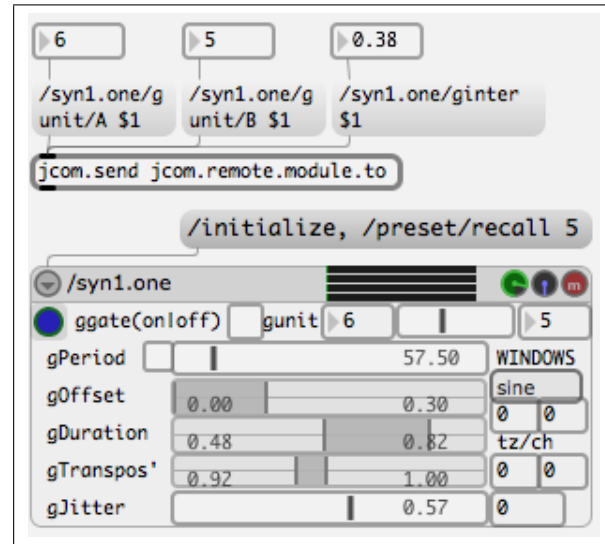 6 5 0.38
/syn1.one/g /syn1.one/g /syn1.one/ginter
unit/A $1 unit/B $1 $1
jcom.send jcom.remote.module.to
/initialize, /preset/recall 5
/syn1.one m
ggate(on|off) gunit 6 5
gPeriod 57.50 WINDOWS
sine
gOffset 0.00 0.30 0 0
gDuration 0.48 0.82 tz/ch
gTranspos' 0.92 1.00 0 0
gJitter 0.57 0